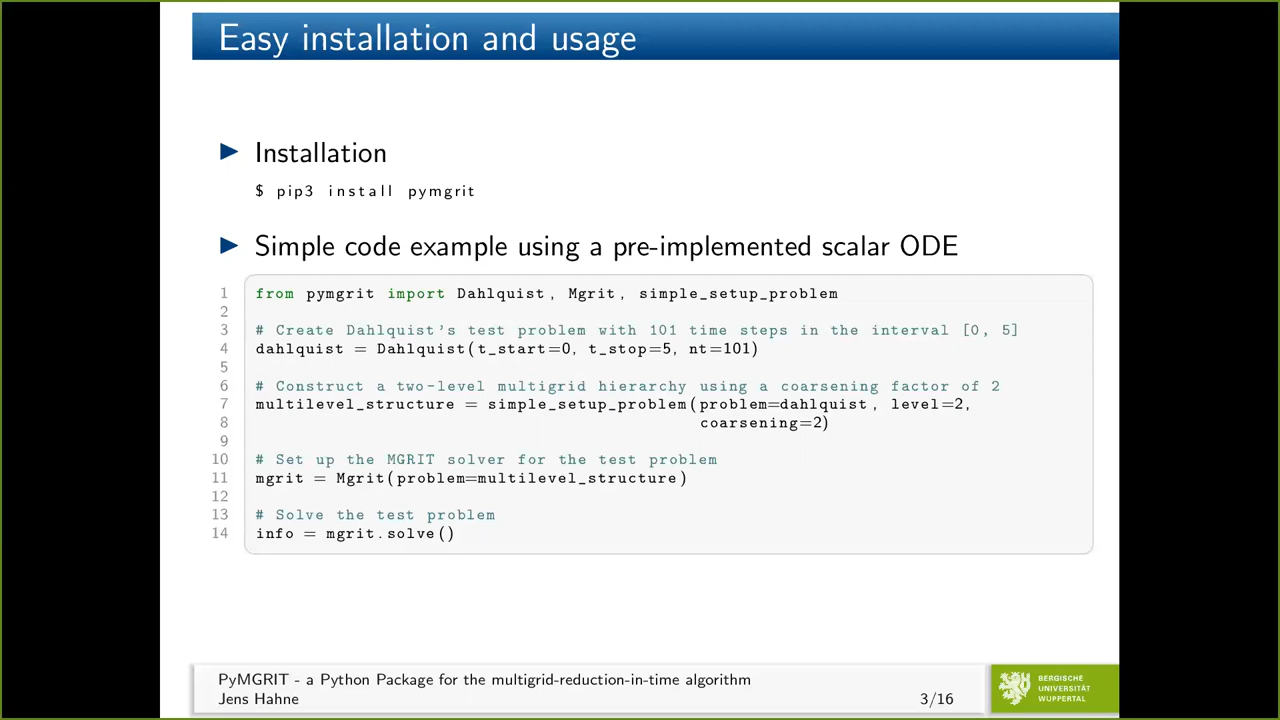 Easy installation and usage
Installation
$ pip3 install pymgrit
Simple code example using a pre-implemented scalar ODE
1 from pymgrit import Dahlquist, Mgrit, simple_setup_problem
2
3 # Create Dahlquist's test problem with 101 time steps in the interval [0, 5]
4 dahlquist = Dahlquist(t_start=0, t_stop=5, nt=101)
5
6 # Construct a two-level multigrid hierarchy using a coarsening factor of 2
7 multilevel_structure = simple_setup_problem(problem=dahlquist, level=2,
8 coarsening=2)
9
10 # Set up the MGRIT solver for the test problem
11 mgrit = Mgrit(problem=multilevel_structure)
12
13 # Solve the test problem
14 info = mgrit.solve()
PyMGRIT - a Python Package for the multigrid-reduction-in-time algorithm
Jens Hahne 3/16
BERGISCHE
UNIVERSITÄT
WUPPERTAL